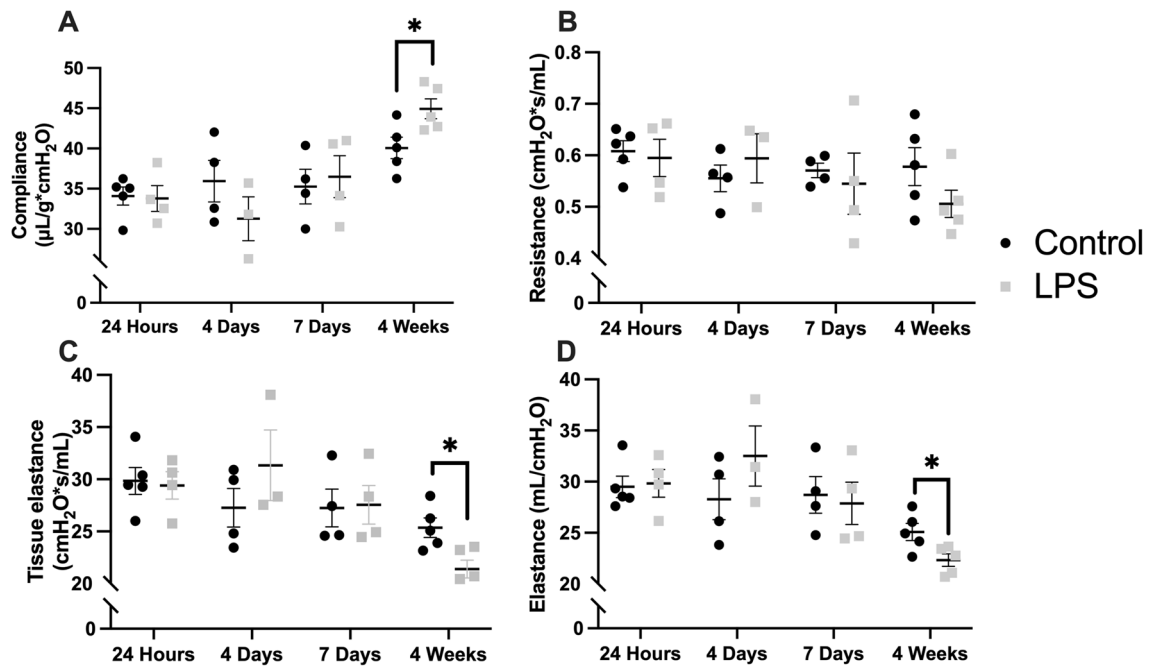 A
*
Compliance
(µL/g*cmH₂O)
50
45
40
35
30
0
24 Hours 4 Days 7 Days 4 Weeks
B
Resistance (cmH₂O*s/mL)
0.8
0.7
0.6
0.5
0.4
0
24 Hours 4 Days 7 Days 4 Weeks
Control
LPS
C
*
Tissue elastance
(cmH₂O*s/mL)
40
35
30
25
20
0
24 Hours 4 Days 7 Days 4 Weeks
D
*
Elastance (mL/cmH₂O)
40
35
30
25
20
0
24 Hours 4 Days 7 Days 4 Weeks